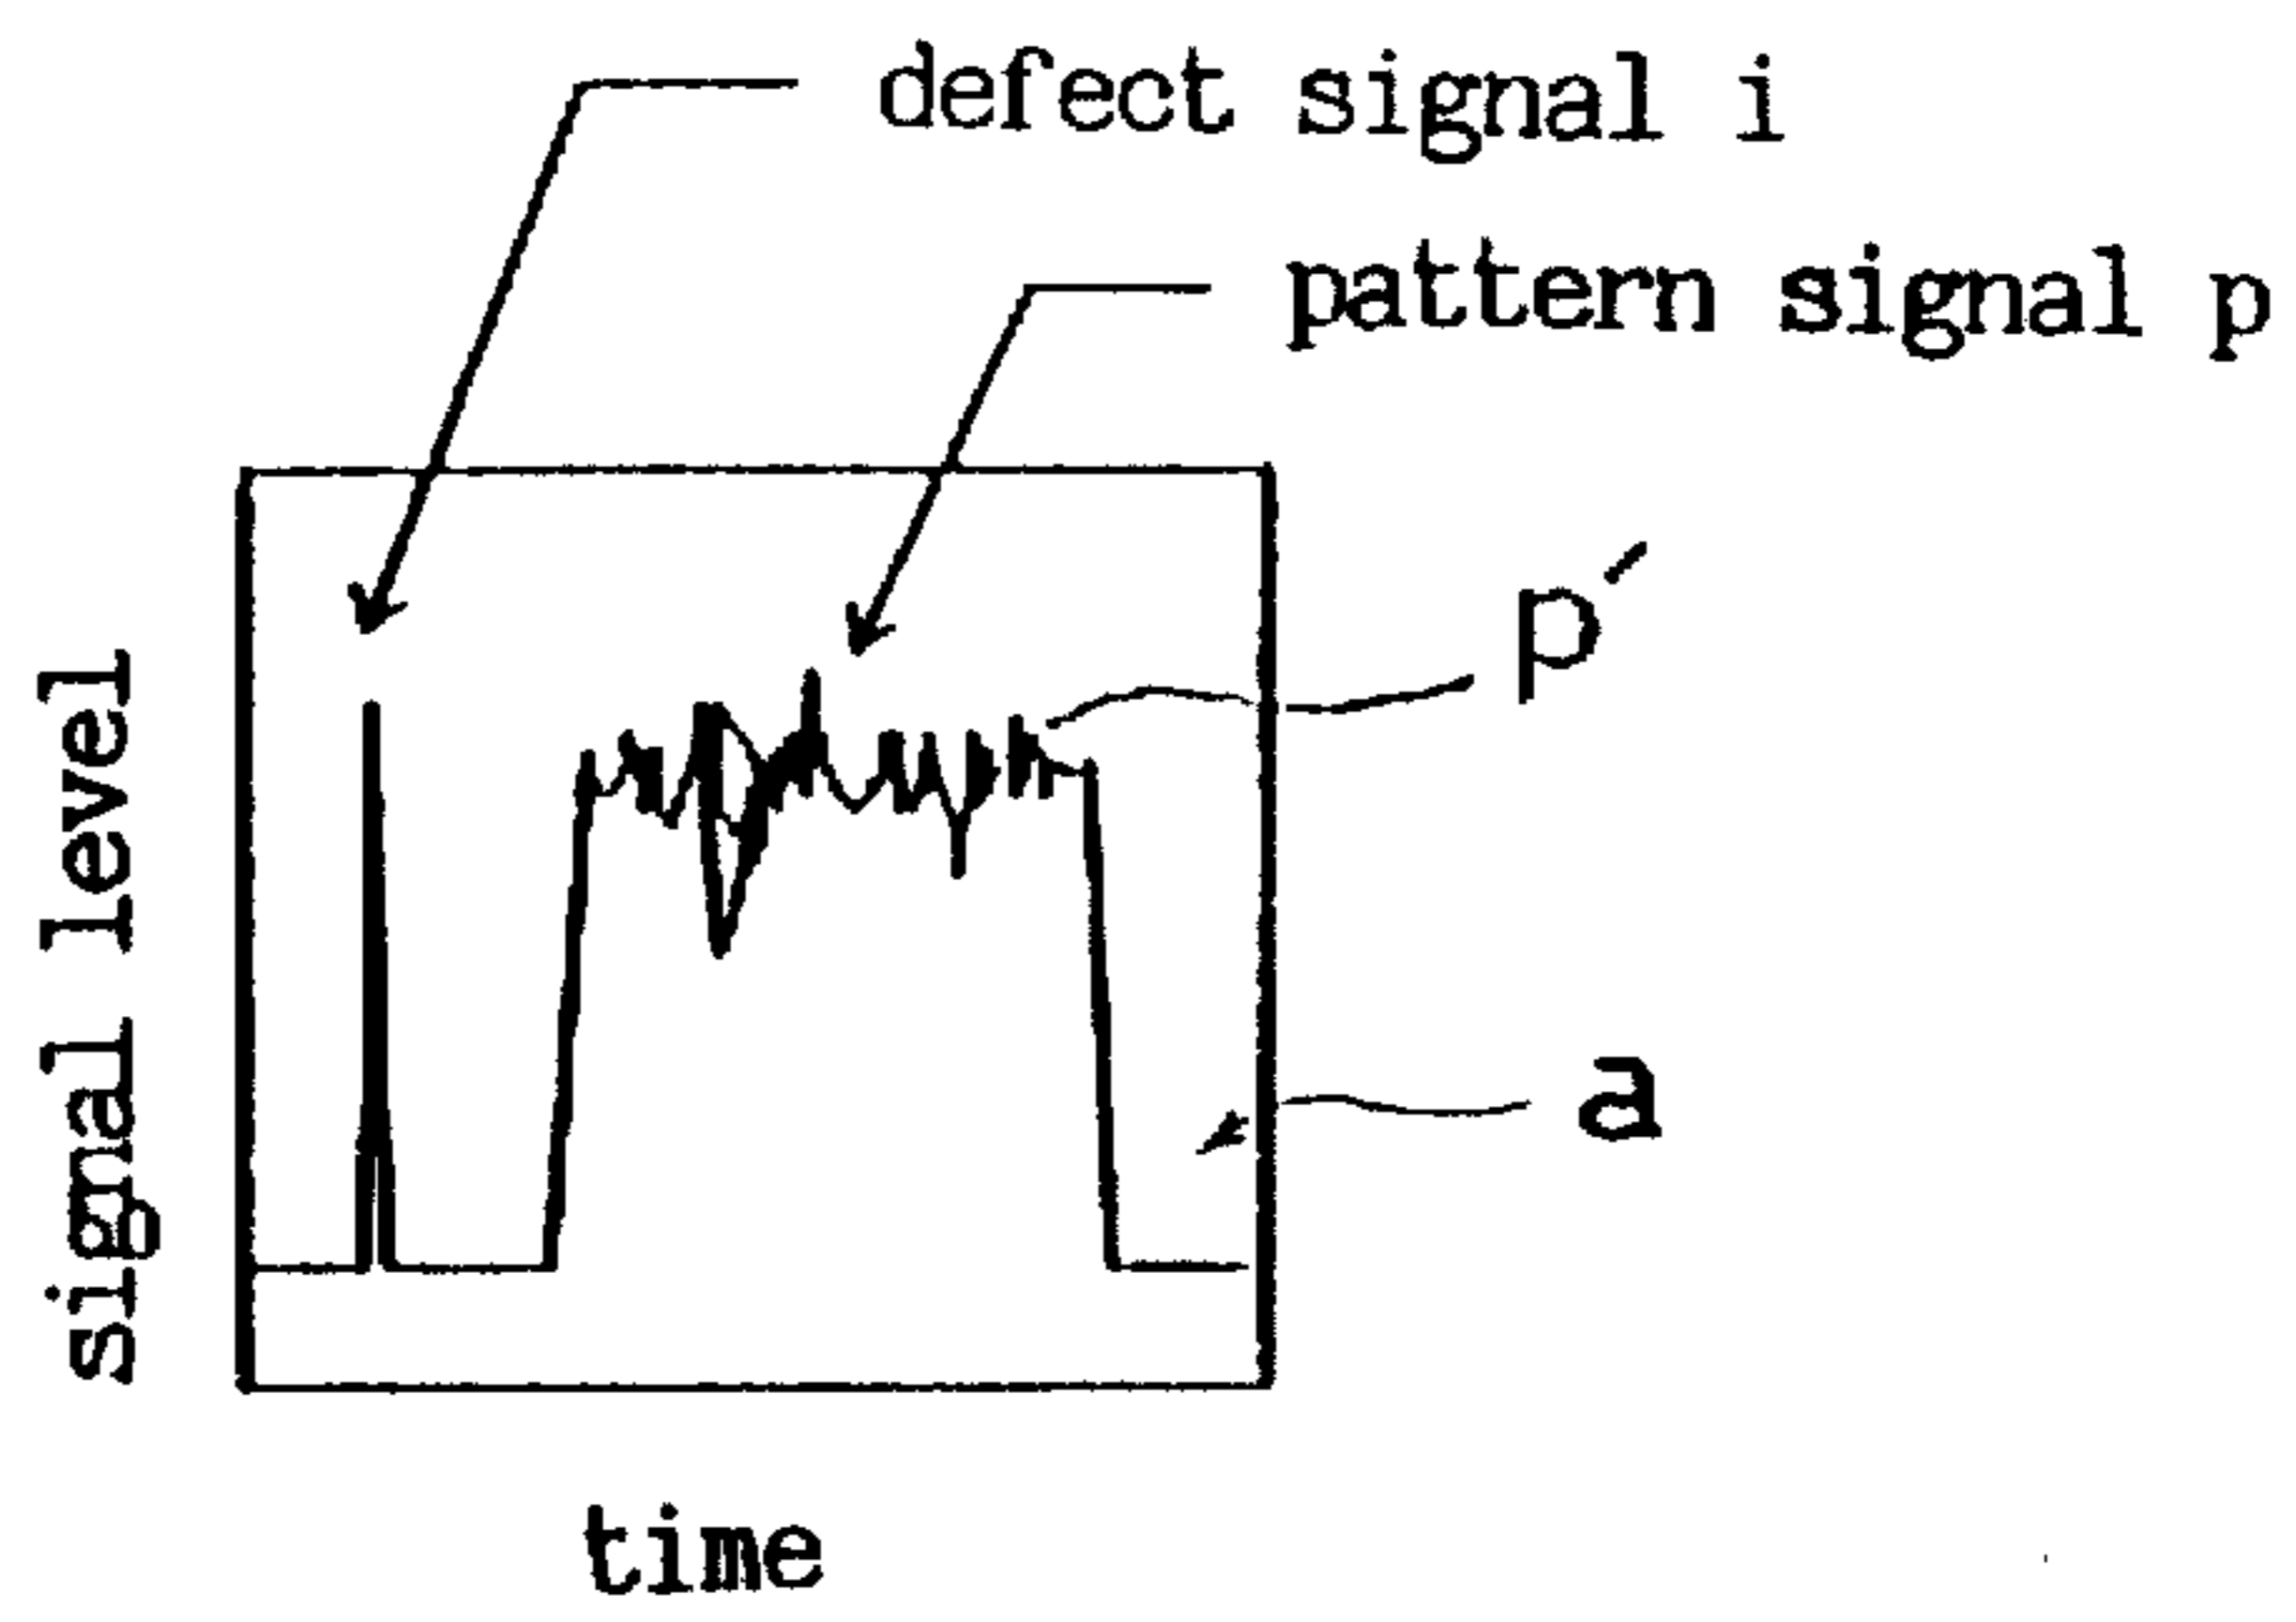 defect signal i
pattern signal p
p′
signal level
a
time